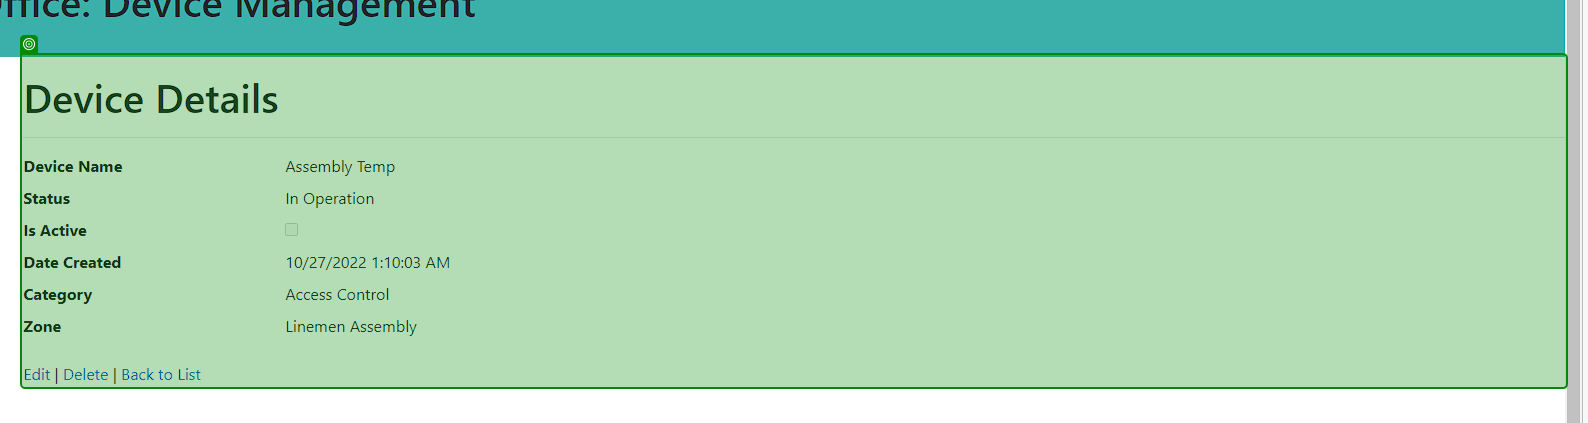 Office: Device Management
Device Details
Device Name Assembly Temp
Status In Operation
Is Active
Date Created 10/27/2022 1:10:03 AM
Category Access Control
Zone Linemen Assembly
Edit | Delete | Back to List